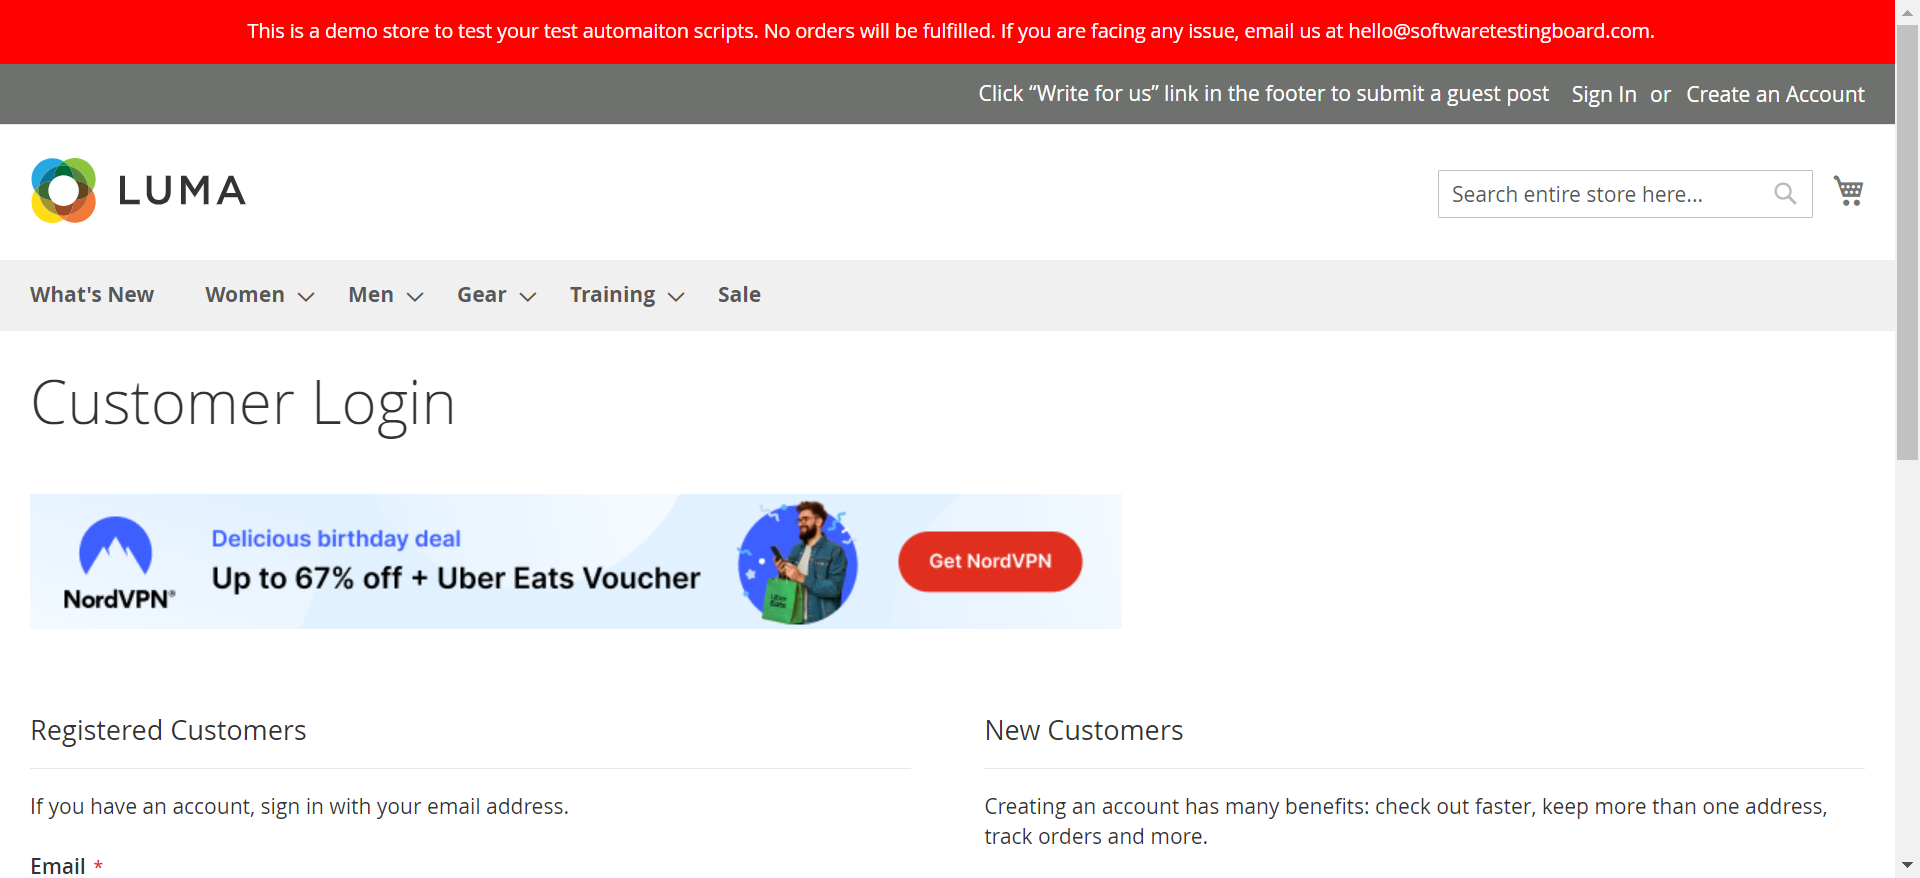 This is a demo store to test your test automaiton scripts. No orders will be fulfilled. If you are facing any issue, email us at hello@softwaretestingboard.com.
Click “Write for us” link in the footer to submit a guest post Sign In or Create an Account
LUMA
Search entire store here...
What's New Women Men Gear Training Sale
Customer Login
NordVPN®
Delicious birthday deal
Up to 67% off + Uber Eats Voucher
Uber
Eats
Get NordVPN
Registered Customers
If you have an account, sign in with your email address.
Email *
New Customers
Creating an account has many benefits: check out faster, keep more than one address,
track orders and more.